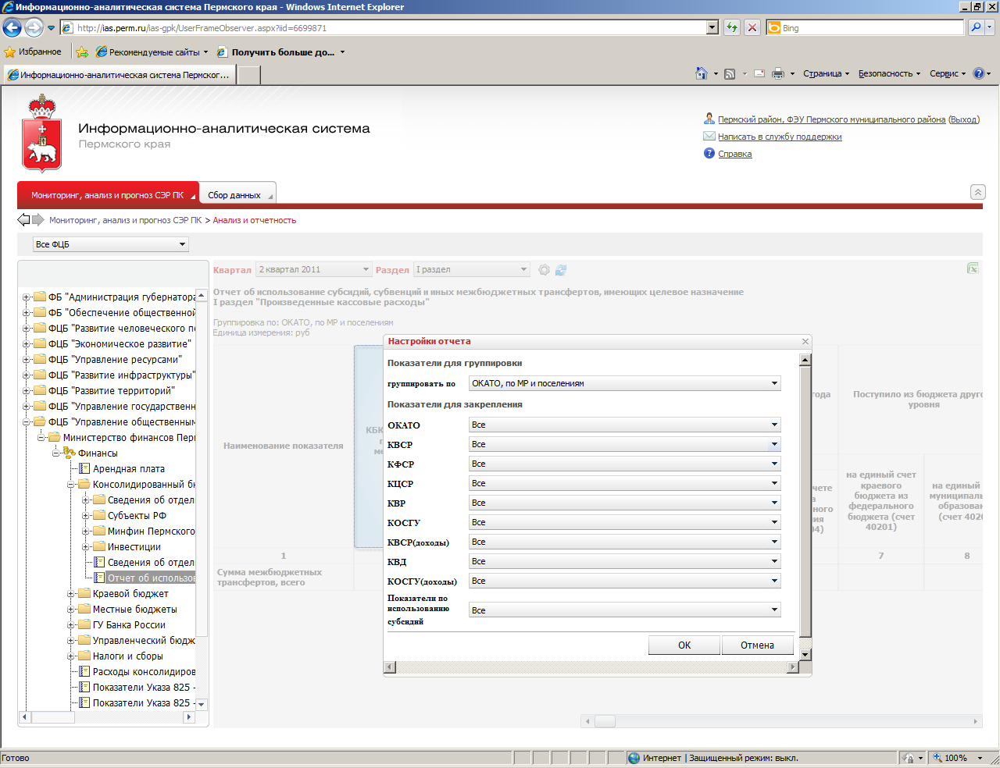 Информационно-аналитическая система Пермского края - Windows Internet Explorer
http://ias.perm.ru/ias-gpk/UserFrameObserver.aspx?iid=6699871
Bing
Избранное
Рекомендуемые сайты
Получить больше до...
Информационно-аналитическая система Пермског...
Страница
Безопасность
Сервис
Информационно-аналитическая система
Пермского края
Пермский район, ФЭУ Пермского муниципального района (Выход)
Написать в службу поддержки
Справка
Мониторинг, анализ и прогноз СЭР ПК
Сбор данных
Мониторинг, анализ и прогноз СЭР ПК > Анализ и отчетность
Все ФЦБ
ФБ "Администрация губернатора
ФБ "Обеспечение общественной
ФЦБ "Развитие человеческого по
ФЦБ "Экономическое развитие"
ФЦБ "Управление ресурсами"
ФЦБ "Развитие инфраструктуры"
ФЦБ "Развитие территорий"
ФЦБ "Управление государственн
ФЦБ "Управление общественным
Министерство финансов Пер
Финансы
Арендная плата
Консолидированный б
Сведения об отдел
Субъекты РФ
Минфин Пермского
Инвестиции
Сведения об отдел
Отчет об использов
Краевой бюджет
Местные бюджеты
ГУ Банка России
Управленческий бюдж
Налоги и сборы
Расходы консолидиров
Показатели Указа 825 -
Показатели Указа 825 -
Квартал 2 квартал 2011 Раздел I раздел
Отчет об использование субсидий, субвенций и иных межбюджетных трансфертов, имеющих целевое назначение
I раздел "Произведенные кассовые расходы"
Группировка по: ОКАТО, по МР и поселениям
Единица измерения: руб
Наименование показателя
КБК
года
Поступило из бюджета друго
уровня
на единый счет
краевого
бюджета из
федерального
бюджета (счет
40201)
на единый
муниципаль
образован
(счет 402
1
7
8
Сумма межбюджетных
трансфертов, всего
Настройки отчета
Показатели для группировки
группировать по ОКАТО, по МР и поселениям
Показатели для закрепления
ОКАТО Все
КВСР Все
КФСР Все
КЦСР Все
КВР Все
КОСГУ Все
КВСР(доходы) Все
КВД Все
КОСГУ(доходы) Все
Показатели по
использованию
субсидий
Все
OK
Отмена
Готово
Интернет | Защищенный режим: выкл.
100%